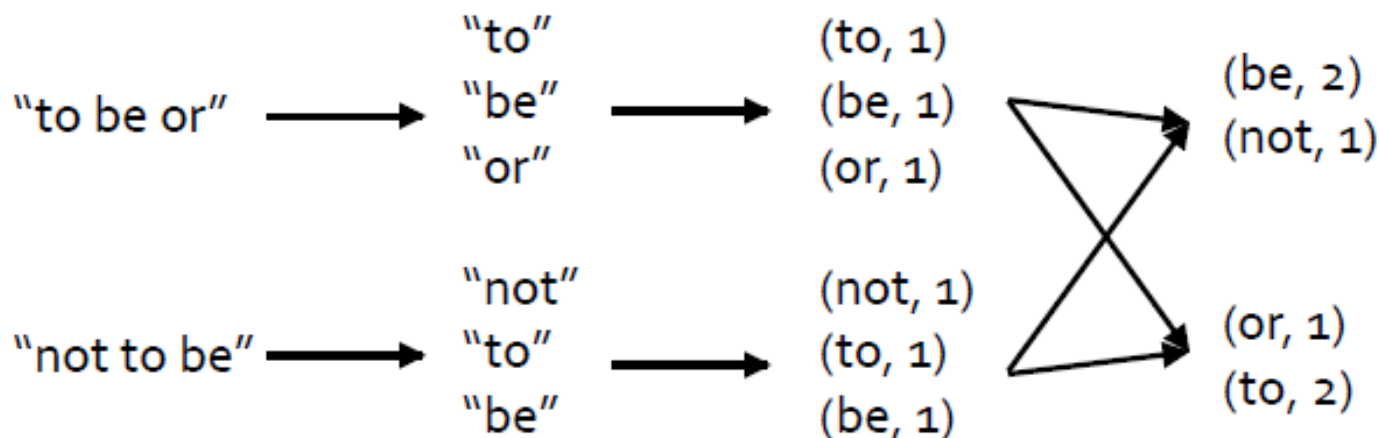 “to be or”
“to”
“be”
“or”
(to, 1)
(be, 1)
(or, 1)
(be, 2)
(not, 1)
“not to be”
“not”
“to”
“be”
(not, 1)
(to, 1)
(be, 1)
(or, 1)
(to, 2)